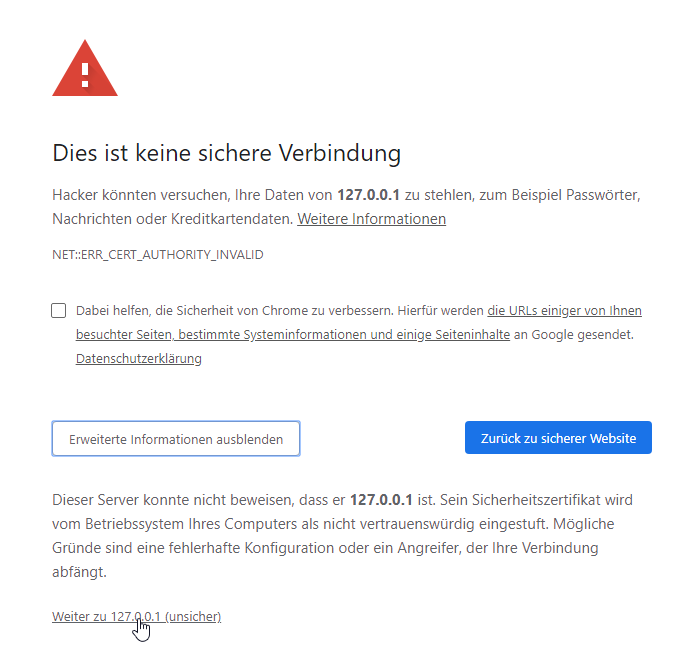 Dies ist keine sichere Verbindung
Hacker könnten versuchen, Ihre Daten von 127.0.0.1 zu stehlen, zum Beispiel Passwörter,
Nachrichten oder Kreditkartendaten. Weitere Informationen
NET::ERR_CERT_AUTHORITY_INVALID
Dabei helfen, die Sicherheit von Chrome zu verbessern. Hierfür werden die URLs einiger von Ihnen
besuchter Seiten, bestimmte Systeminformationen und einige Seiteninhalte an Google gesendet.
Datenschutzerklärung
Erweiterte Informationen ausblenden
Zurück zu sicherer Website
Dieser Server konnte nicht beweisen, dass er 127.0.0.1 ist. Sein Sicherheitszertifikat wird
vom Betriebssystem Ihres Computers als nicht vertrauenswürdig eingestuft. Mögliche
Gründe sind eine fehlerhafte Konfiguration oder ein Angreifer, der Ihre Verbindung
abfängt.
Weiter zu 127.0.0.1 (unsicher)